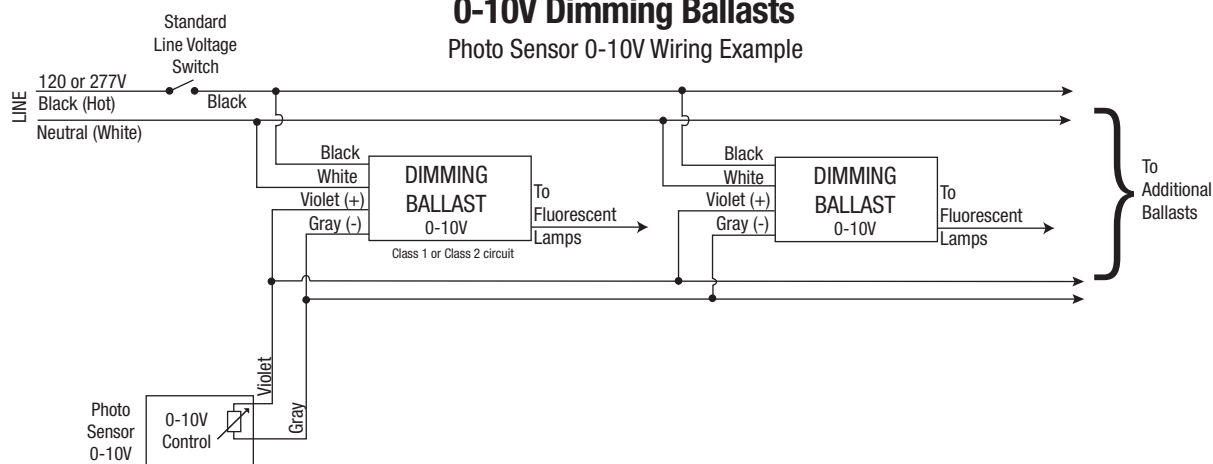 0-10V Dimming Ballasts
Photo Sensor 0-10V Wiring Example
Standard
Line Voltage
Switch
LINE
120 or 277V
Black (Hot)
Black
Neutral (White)
Black
White
Violet (+)
Gray (-)
DIMMING
BALLAST
0-10V
Class 1 or Class 2 circuit
To
Fluorescent
Lamps
Black
White
Violet (+)
Gray (-)
DIMMING
BALLAST
0-10V
To
Fluorescent
Lamps
To
Additional
Ballasts
Violet
Gray
Photo
Sensor
0-10V
0-10V
Control